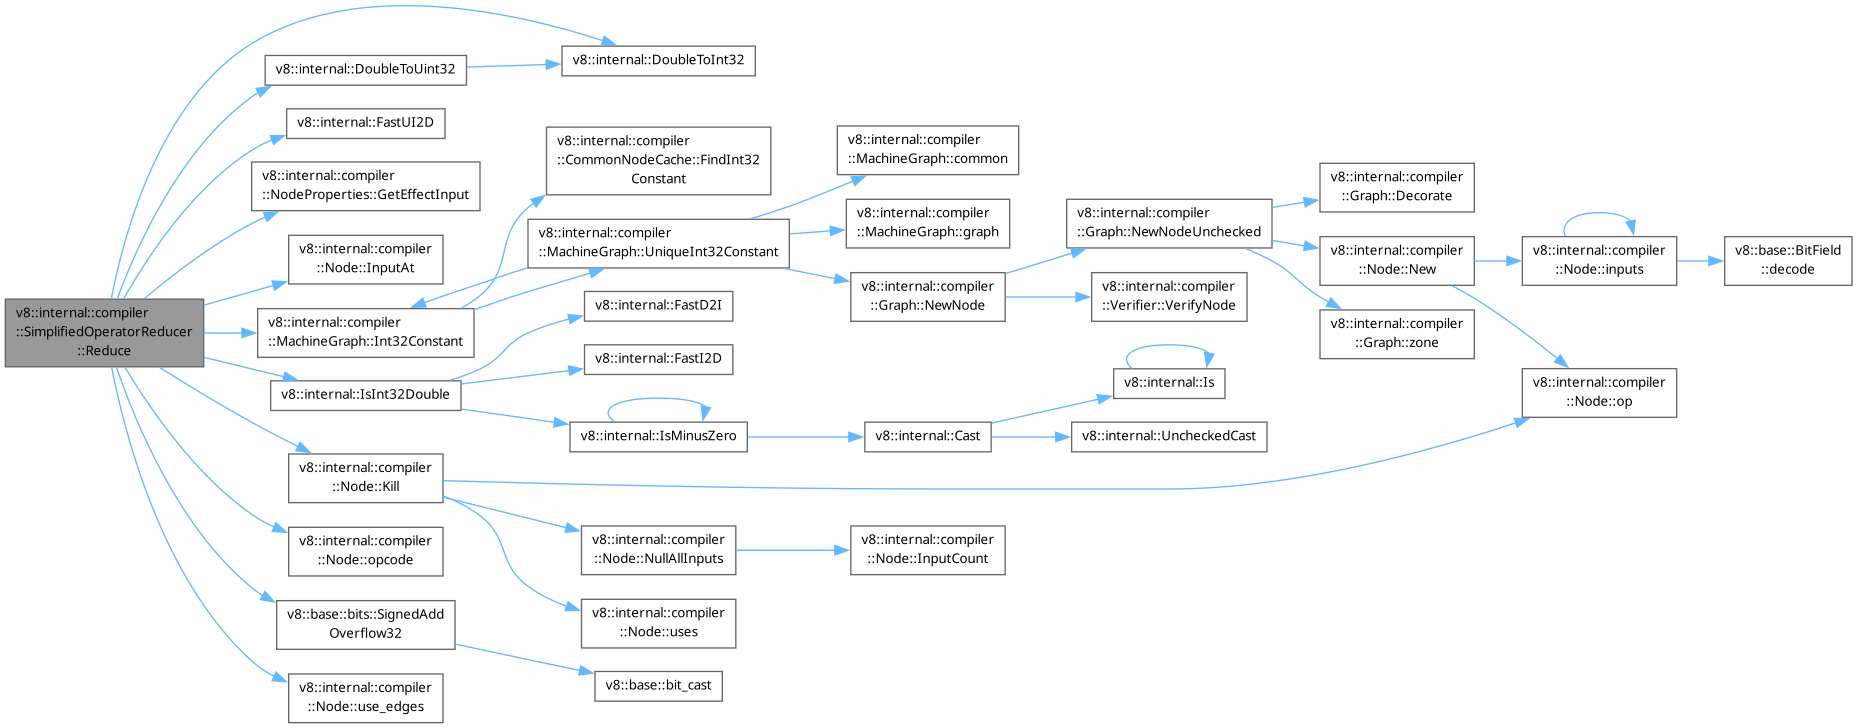 v8::internal::compiler
::SimplifiedOperatorReducer
::Reduce
v8::internal::DoubleToInt32
v8::internal::DoubleToUint32
v8::internal::FastUI2D
v8::internal::compiler
::NodeProperties::GetEffectInput
v8::internal::compiler
::Node::InputAt
v8::internal::compiler
::MachineGraph::Int32Constant
v8::internal::IsInt32Double
v8::internal::compiler
::Node::Kill
v8::internal::compiler
::Node::opcode
v8::base::bits::SignedAdd
Overflow32
v8::internal::compiler
::Node::use_edges
v8::internal::compiler
::CommonNodeCache::FindInt32
Constant
v8::internal::compiler
::MachineGraph::UniqueInt32Constant
v8::internal::FastD2I
v8::internal::FastI2D
v8::internal::IsMinusZero
v8::internal::compiler
::Node::NullAllInputs
v8::internal::compiler
::Node::uses
v8::base::bit_cast
v8::internal::compiler
::MachineGraph::common
v8::internal::compiler
::MachineGraph::graph
v8::internal::compiler
::Graph::NewNode
v8::internal::Cast
v8::internal::compiler
::Node::InputCount
v8::internal::compiler
::Graph::NewNodeUnchecked
v8::internal::compiler
::Verifier::VerifyNode
v8::internal::Is
v8::internal::UncheckedCast
v8::internal::compiler
::Graph::Decorate
v8::internal::compiler
::Node::New
v8::internal::compiler
::Graph::zone
v8::internal::compiler
::Node::inputs
v8::internal::compiler
::Node::op
v8::base::BitField
::decode